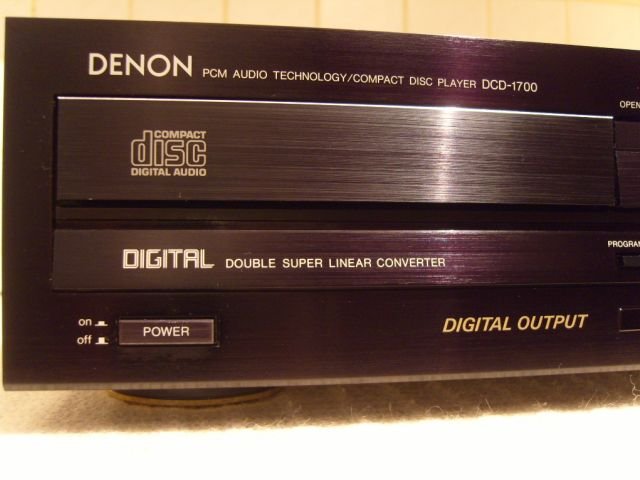 DENON PCM AUDIO TECHNOLOGY/COMPACT DISC PLAYER DCD-1700
OPEN
COMPACT
disc
DIGITAL AUDIO
DIGITAL DOUBLE SUPER LINEAR CONVERTER
PROGRAM
on
off
POWER
DIGITAL OUTPUT